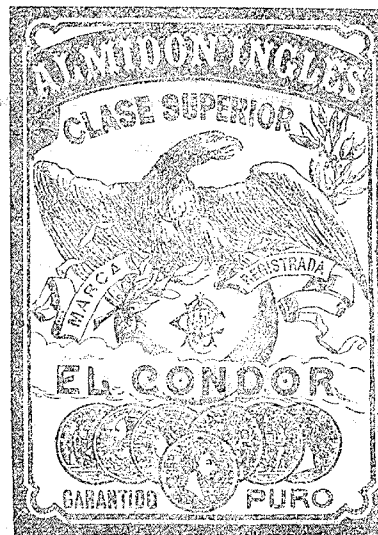 ALMIDON INGLES
CLASE SUPERIOR
MARCA REGISTRADA
EL CONDOR
GARANTIDO PURO